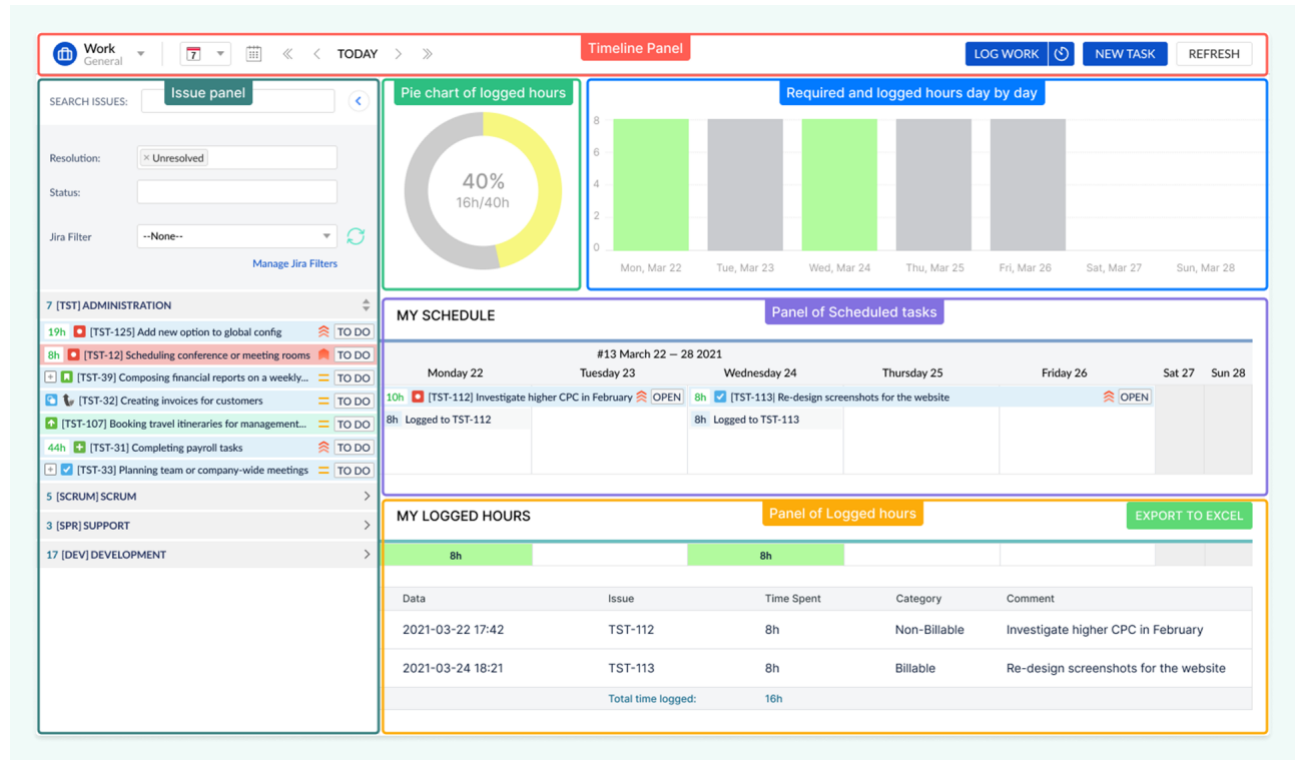 Work
General
7
TODAY
Timeline Panel
LOG WORK
NEW TASK
REFRESH
Issue panel
SEARCH ISSUES:
Resolution:
× Unresolved
Status:
Jira Filter
--None--
Manage Jira Filters
7 [TST] ADMINISTRATION
19h [TST-125] Add new option to global config TO DO
8h [TST-12] Scheduling conference or meeting rooms TO DO
[TST-39] Composing financial reports on a weekly... TO DO
[TST-32] Creating invoices for customers TO DO
[TST-107] Booking travel itineraries for management... TO DO
44h [TST-31] Completing payroll tasks TO DO
[TST-33] Planning team or company-wide meetings TO DO
5 [SCRUM] SCRUM
3 [SPR] SUPPORT
17 [DEV] DEVELOPMENT
Pie chart of logged hours
40%
16h/40h
Required and logged hours day by day
8
6
4
2
0
Mon, Mar 22 Tue, Mar 23 Wed, Mar 24 Thu, Mar 25 Fri, Mar 26 Sat, Mar 27 Sun, Mar 28
MY SCHEDULE
Panel of Scheduled tasks
#13 March 22 – 28 2021
Monday 22 Tuesday 23 Wednesday 24 Thursday 25 Friday 26 Sat 27 Sun 28
10h [TST-112] Investigate higher CPC in February OPEN 8h [TST-113] Re-design screenshots for the website OPEN
8h Logged to TST-112 8h Logged to TST-113
MY LOGGED HOURS
Panel of Logged hours
EXPORT TO EXCEL
8h 8h
Data Issue Time Spent Category Comment
2021-03-22 17:42 TST-112 8h Non-Billable Investigate higher CPC in February
2021-03-24 18:21 TST-113 8h Billable Re-design screenshots for the website
Total time logged: 16h